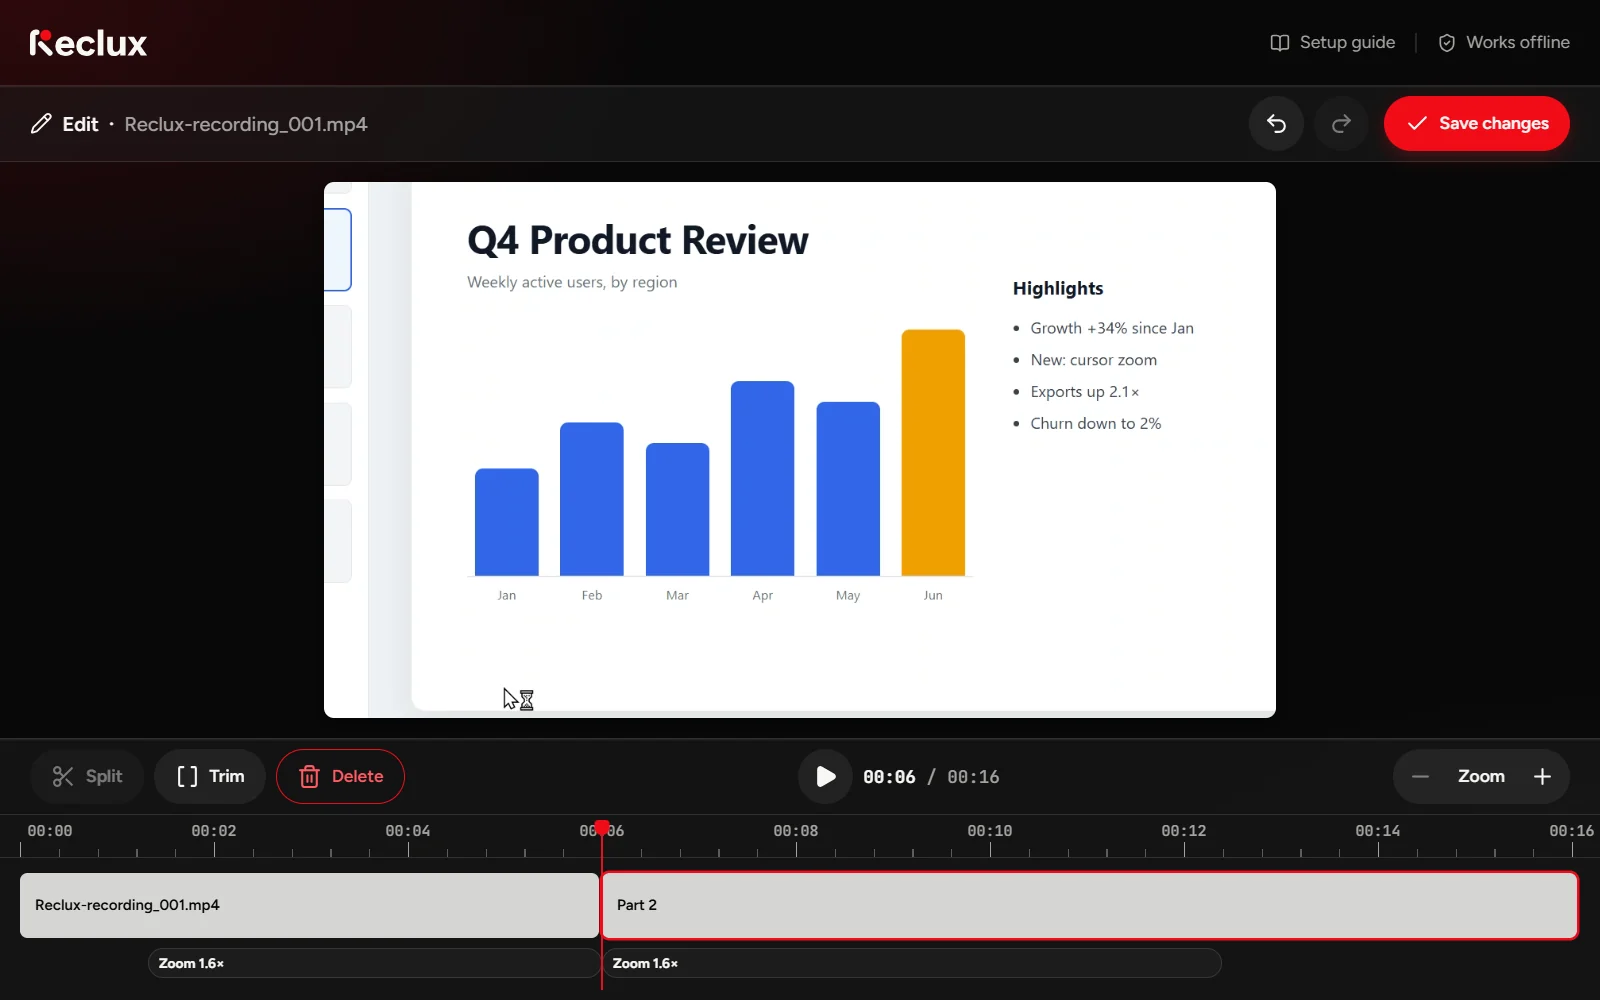 Reclux
Setup guide
Works offline
Edit · Reclux-recording_001.mp4
Save changes
Q4 Product Review
Weekly active users, by region
Highlights
• Growth +34% since Jan
• New: cursor zoom
• Exports up 2.1×
• Churn down to 2%
Jan Feb Mar Apr May Jun
Split
Trim
Delete
00:06 / 00:16
Zoom
00:00 00:02 00:04 00:06 00:08 00:10 00:12 00:14 00:16
Reclux-recording_001.mp4
Part 2
Zoom 1.6×
Zoom 1.6×